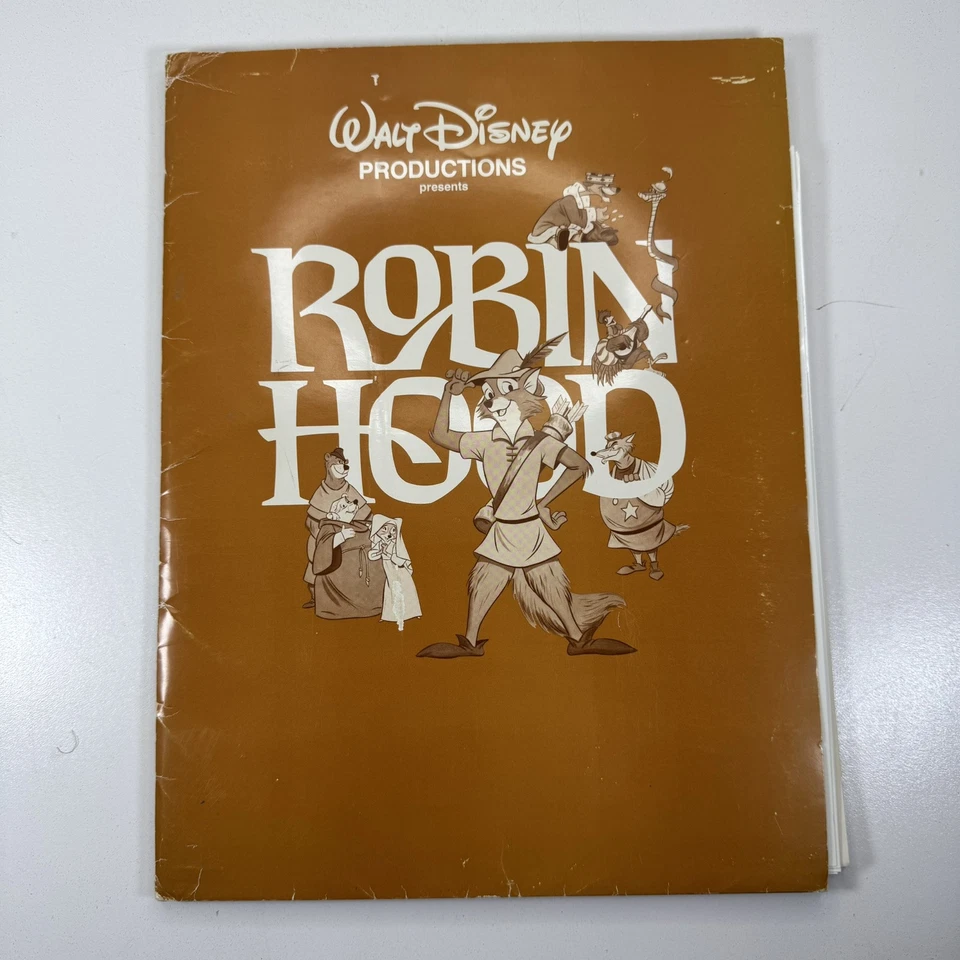 WALT DISNEY
PRODUCTIONS
presents
ROBIN
HOOD